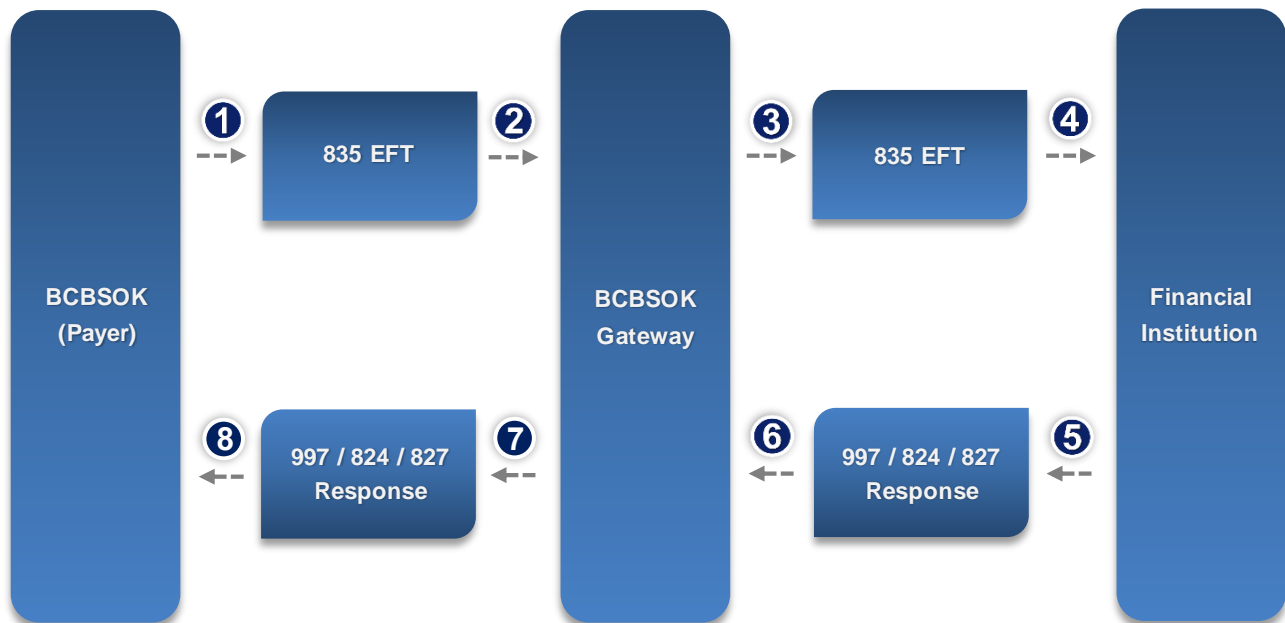 1
2
3
4
835 EFT
835 EFT
BCBSOK
(Payer)
BCBSOK
Gateway
Financial
Institution
8
7
6
5
997 / 824 / 827
Response
997 / 824 / 827
Response